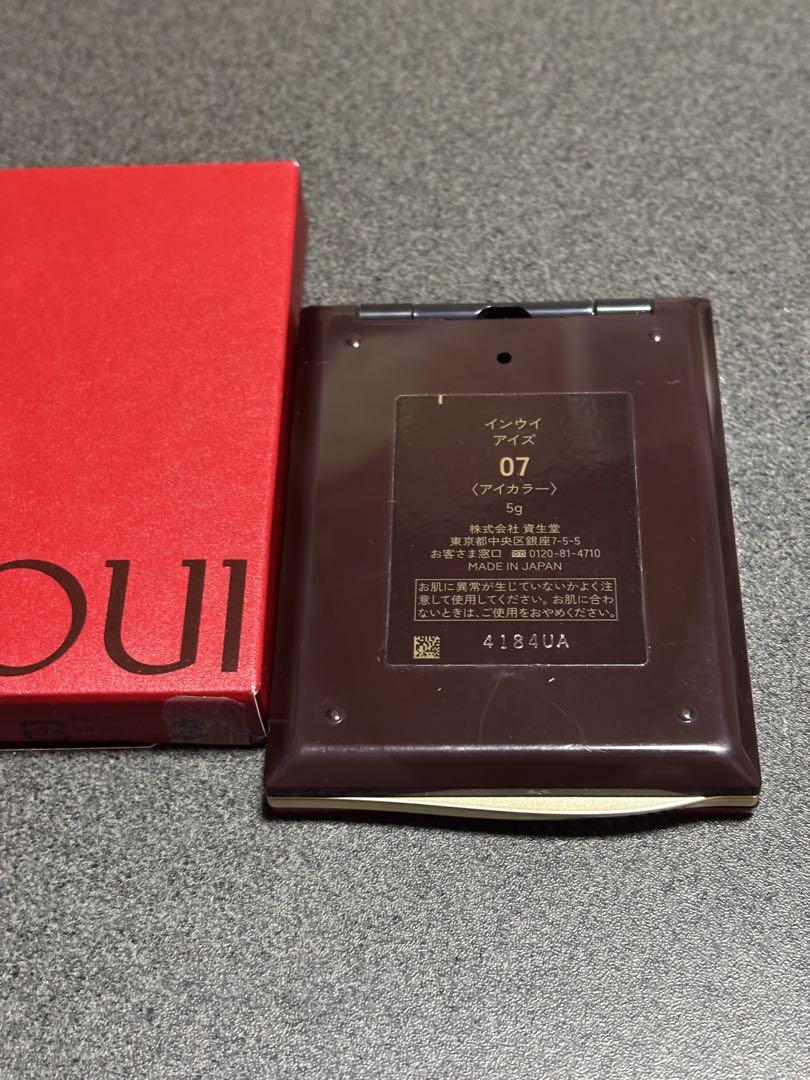 OUI
インウイ
アイズ
07
〈アイカラー〉
5g
株式会社 資生堂
東京都中央区銀座7-5-5
お客さま窓口 0120-81-4710
MADE IN JAPAN
お肌に異常が生じていないかよく注
意して使用してください。お肌に合わ
ないときは、ご使用をおやめください。
4184UA